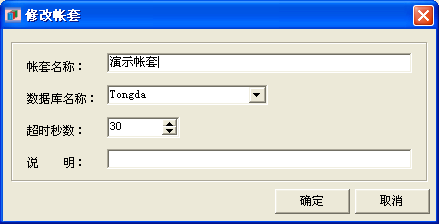 修改帐套
帐套名称： 演示帐套
数据库名称： Tongda
超时秒数： 30
说　　明：
确定 取消